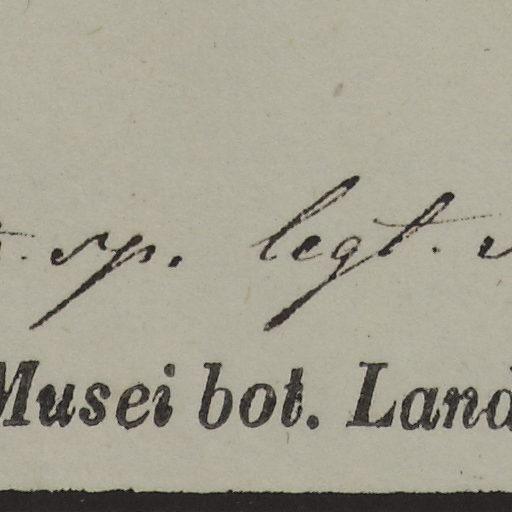 sp. legt.
Musei bot. Land